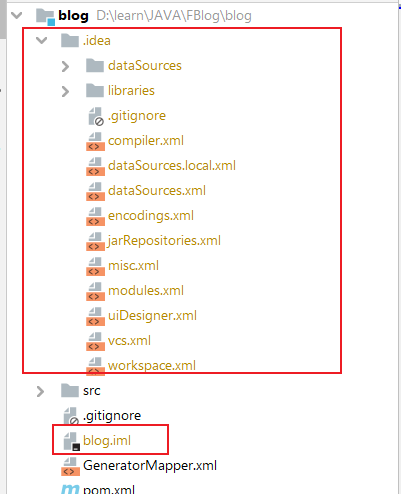 blog D:\learn\JAVA\FBlog\blog
.idea
dataSources
libraries
.gitignore
compiler.xml
dataSources.local.xml
dataSources.xml
encodings.xml
jarRepositories.xml
misc.xml
modules.xml
uiDesigner.xml
vcs.xml
workspace.xml
src
.gitignore
blog.iml
GeneratorMapper.xml
pom.xml